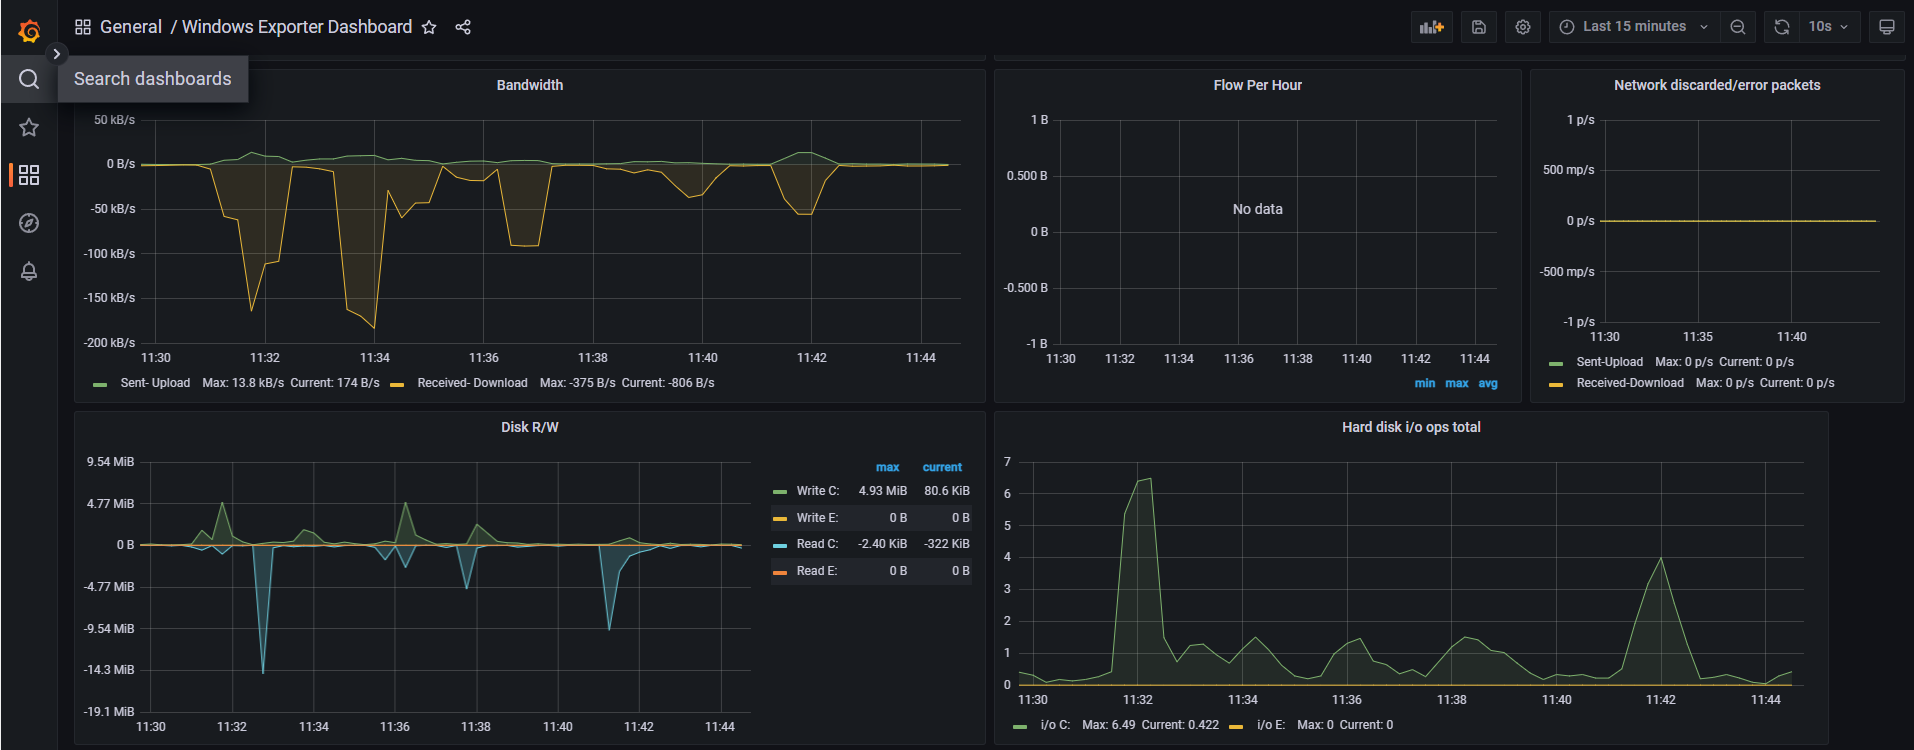 General / Windows Exporter Dashboard
Last 15 minutes
10s
Search dashboards
Bandwidth
50 kB/s
0 B/s
-50 kB/s
-100 kB/s
-150 kB/s
-200 kB/s
11:30 11:32 11:34 11:36 11:38 11:40 11:42 11:44
Sent- Upload Max: 13.8 kB/s Current: 174 B/s Received- Download Max: -375 B/s Current: -806 B/s
Flow Per Hour
1 B
0.500 B
0 B
-0.500 B
-1 B
No data
11:30 11:32 11:34 11:36 11:38 11:40 11:42 11:44
min max avg
Network discarded/error packets
1 p/s
500 mp/s
0 p/s
-500 mp/s
-1 p/s
11:30 11:35 11:40
Sent-Upload Max: 0 p/s Current: 0 p/s
Received-Download Max: 0 p/s Current: 0 p/s
Disk R/W
9.54 MiB
4.77 MiB
0 B
-4.77 MiB
-9.54 MiB
-14.3 MiB
-19.1 MiB
11:30 11:32 11:34 11:36 11:38 11:40 11:42 11:44
max current
Write C: 4.93 MiB 80.6 KiB
Write E: 0 B 0 B
Read C: -2.40 KiB -322 KiB
Read E: 0 B 0 B
Hard disk i/o ops total
7
6
5
4
3
2
1
0
11:30 11:32 11:34 11:36 11:38 11:40 11:42 11:44
i/o C: Max: 6.49 Current: 0.422 i/o E: Max: 0 Current: 0